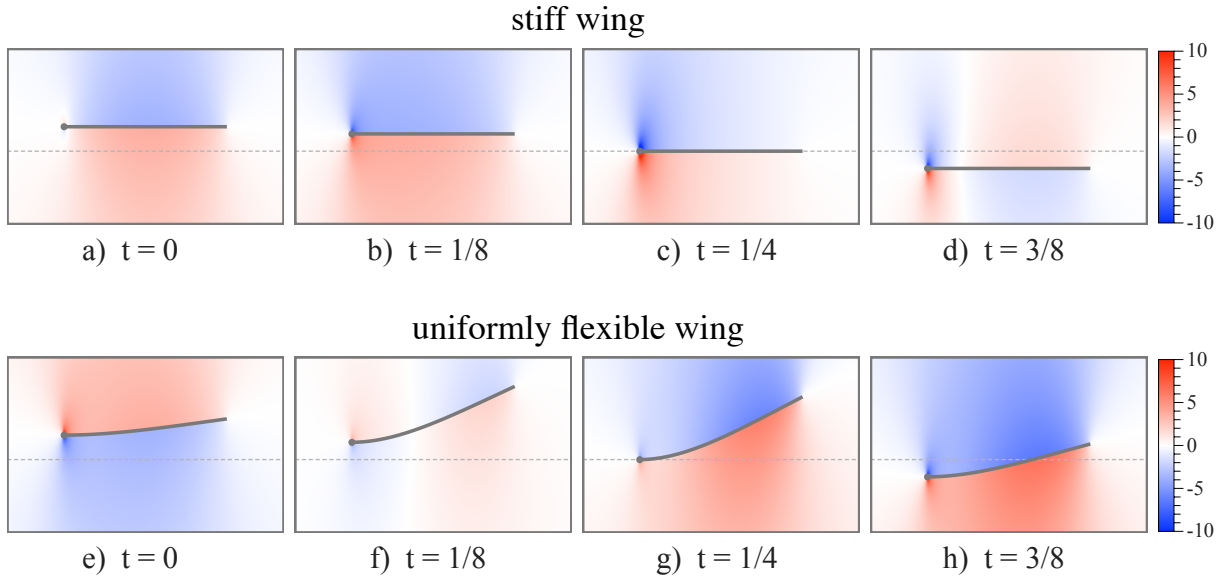 stiff wing
10
5
0
-5
-10
a) t = 0
b) t = 1/8
c) t = 1/4
d) t = 3/8
uniformly flexible wing
10
5
0
-5
-10
e) t = 0
f) t = 1/8
g) t = 1/4
h) t = 3/8